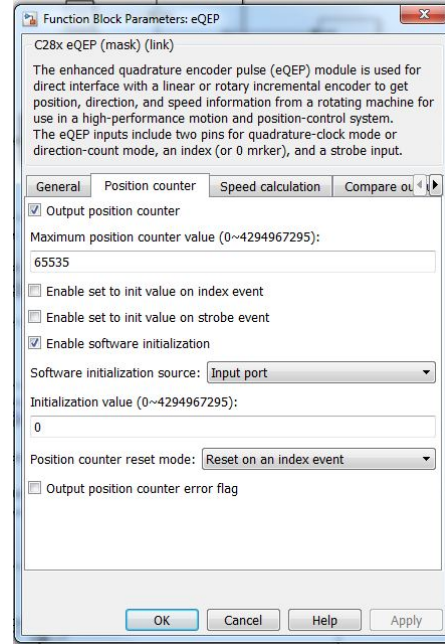 Function Block Parameters: eQEP
C28x eQEP (mask) (link)
The enhanced quadrature encoder pulse (eQEP) module is used for
direct interface with a linear or rotary incremental encoder to get
position, direction, and speed information from a rotating machine for
use in a high-performance motion and position-control system.
The eQEP inputs include two pins for quadrature-clock mode or
direction-count mode, an index (or 0 mrker), and a strobe input.
General Position counter Speed calculation Compare ou
Output position counter
Maximum position counter value (0~4294967295):
65535
Enable set to init value on index event
Enable set to init value on strobe event
Enable software initialization
Software initialization source: Input port
Initialization value (0~4294967295):
0
Position counter reset mode: Reset on an index event
Output position counter error flag
OK Cancel Help Apply